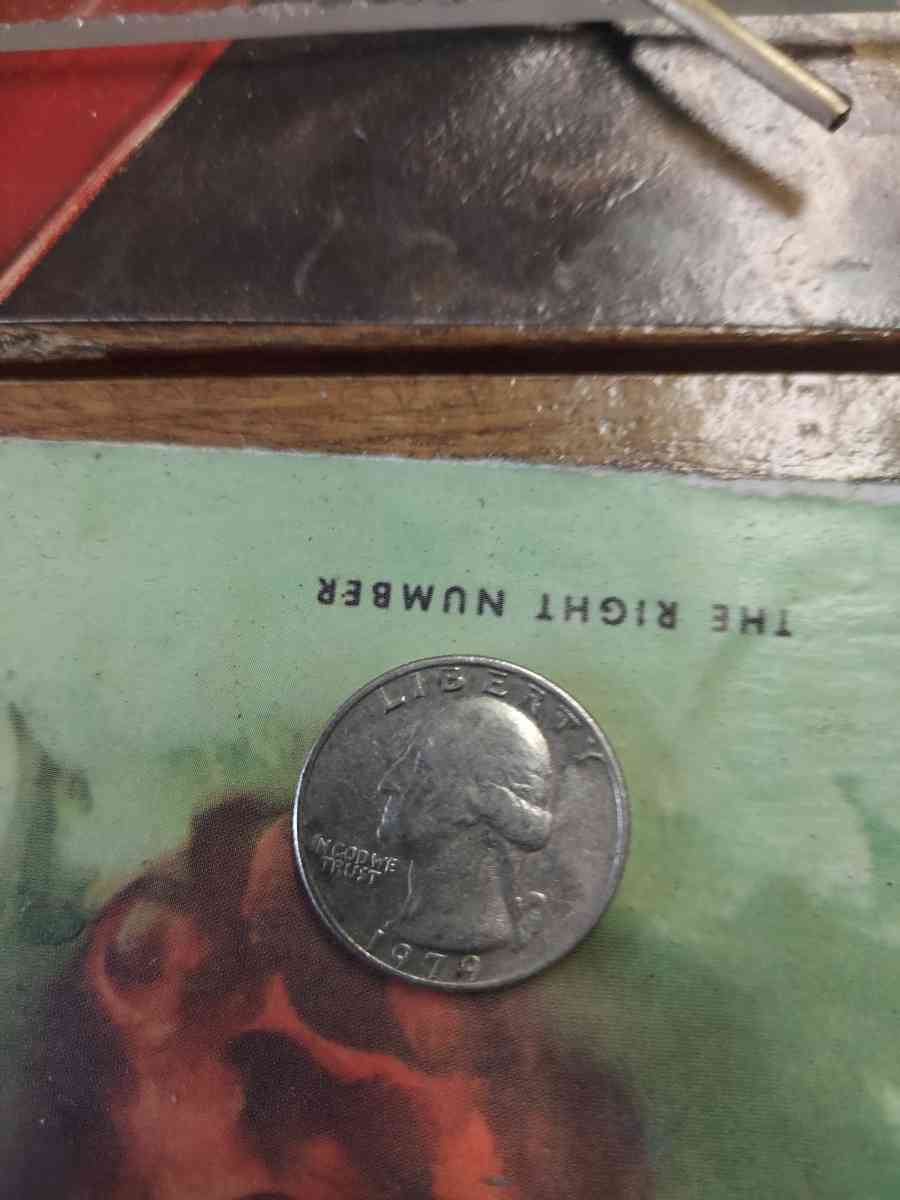 THE RIGHT NUMBER
LIBERTY
IN GOD WE
TRUST
1979